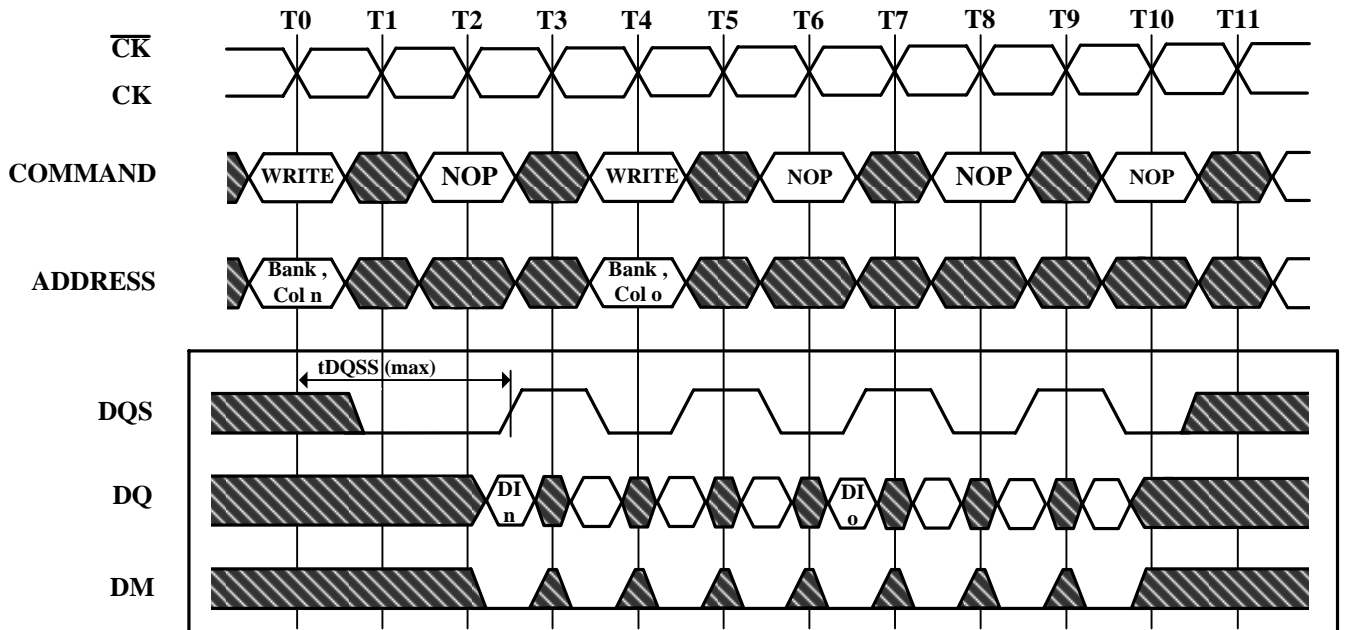 T0 T1 T2 T3 T4 T5 T6 T7 T8 T9 T10 T11
CK
CK
COMMAND WRITE NOP WRITE NOP NOP NOP
ADDRESS Bank , Bank ,
Col n Col o
tDQSS (max)
DQS
DQ DI DI
n o
DM